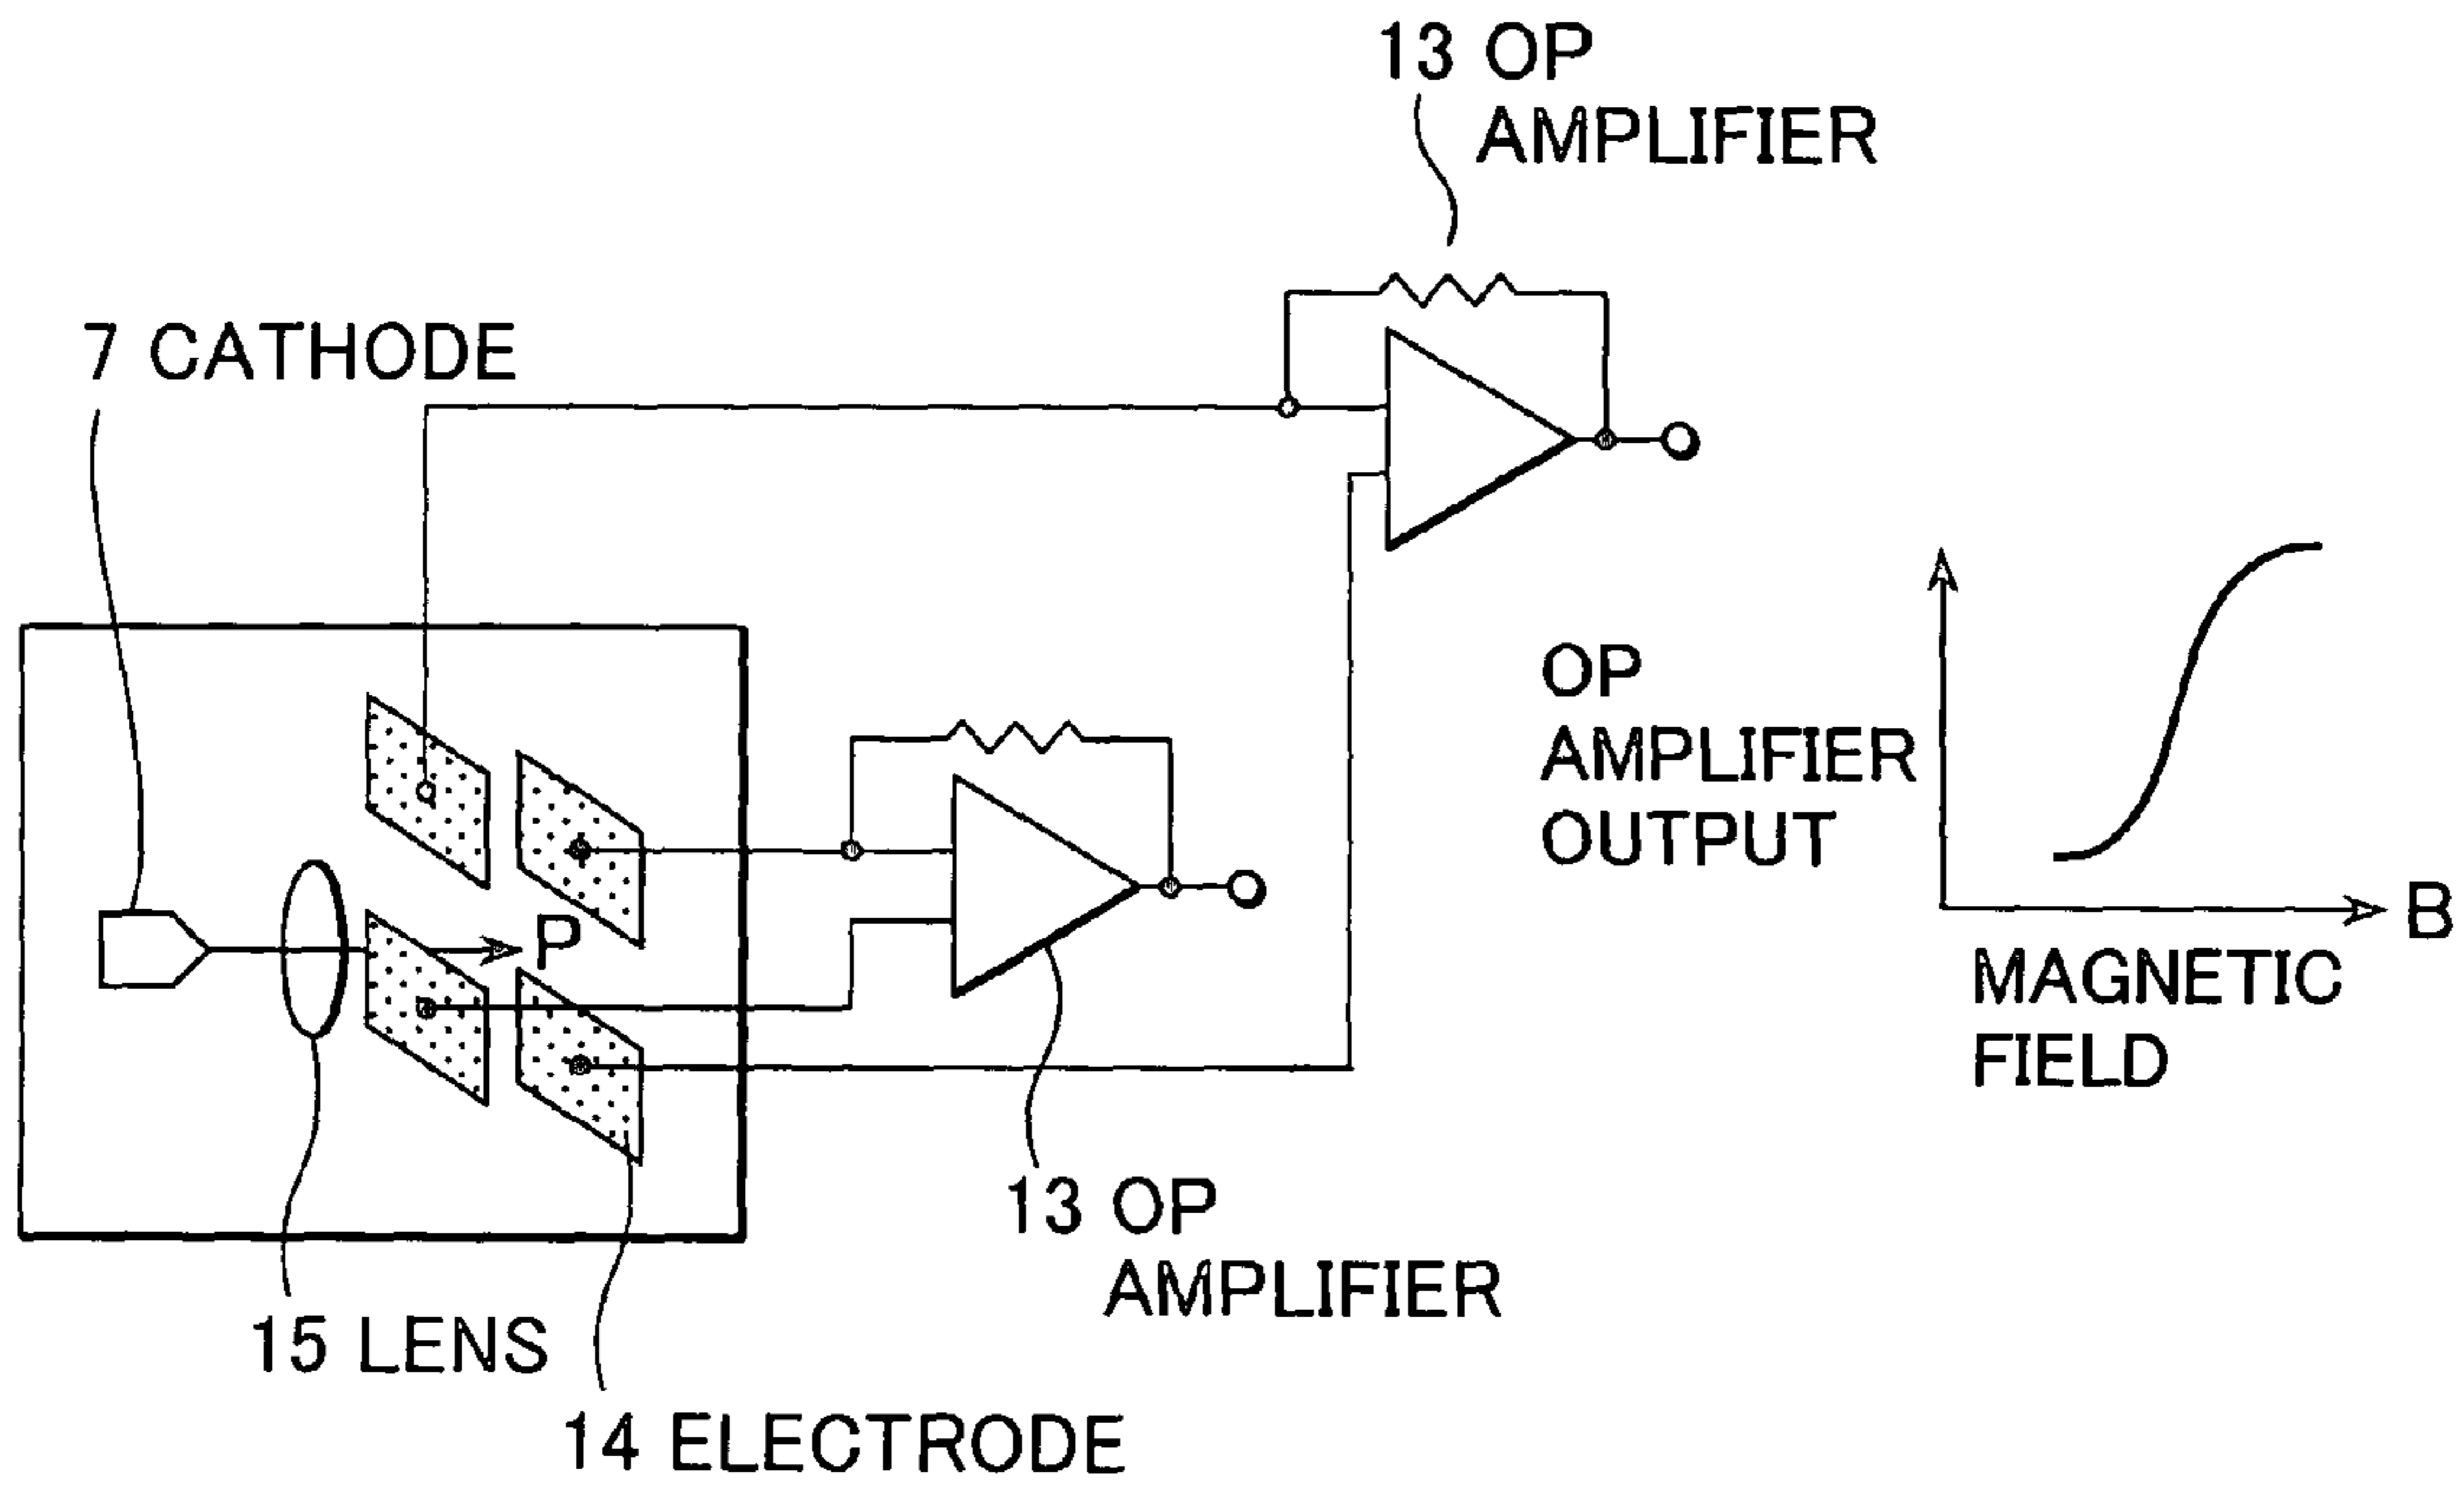 13 OP
AMPLIFIER
7 CATHODE
OP
AMPLIFIER
OUTPUT
P
B
MAGNETIC
FIELD
13 OP
AMPLIFIER
15 LENS
14 ELECTRODE